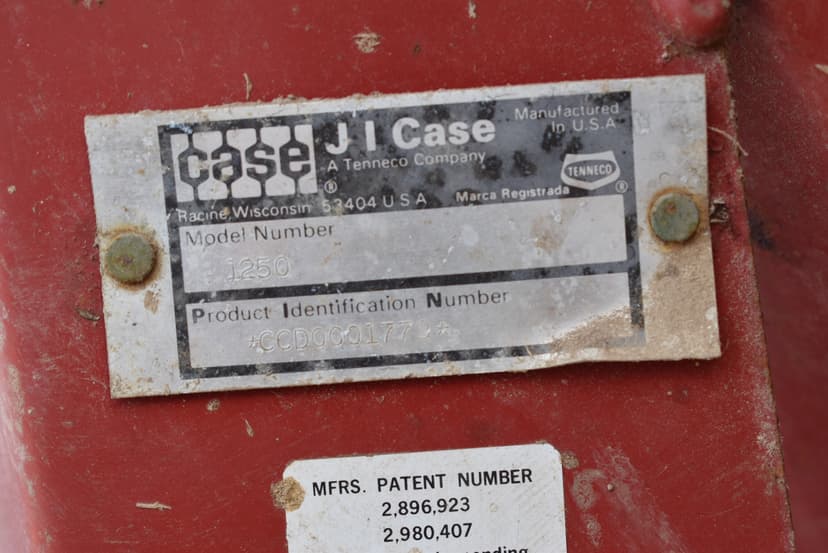 case
®
J I Case
A Tenneco Company
Manufactured
In U.S.A
TENNECO
®
Racine, Wisconsin 53404 U S A
Marca Registrada
Model Number
1250
Product Identification Number
MFRS. PATENT NUMBER
2,896,923
2,980,407